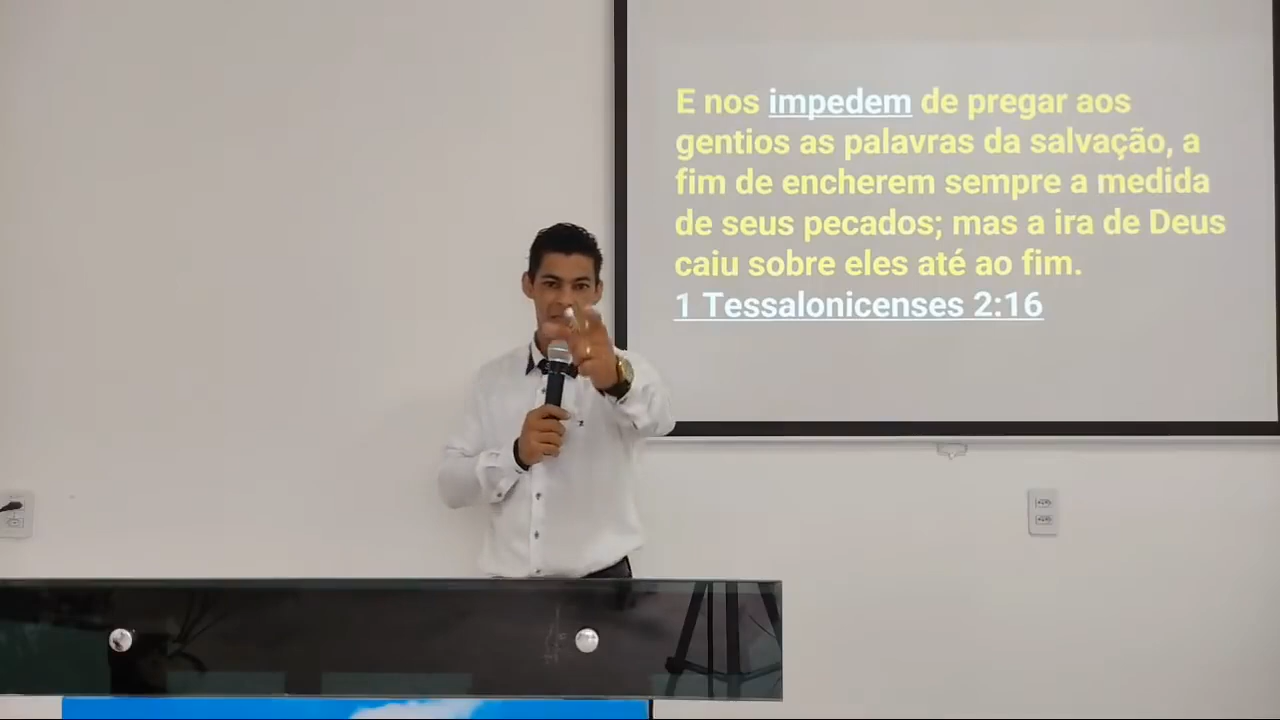 E nos impedem de pregar aos
gentios as palavras da salvação, a
fim de encherem sempre a medida
de seus pecados; mas a ira de Deus
caiu sobre eles até ao fim.
1 Tessalonicenses 2:16